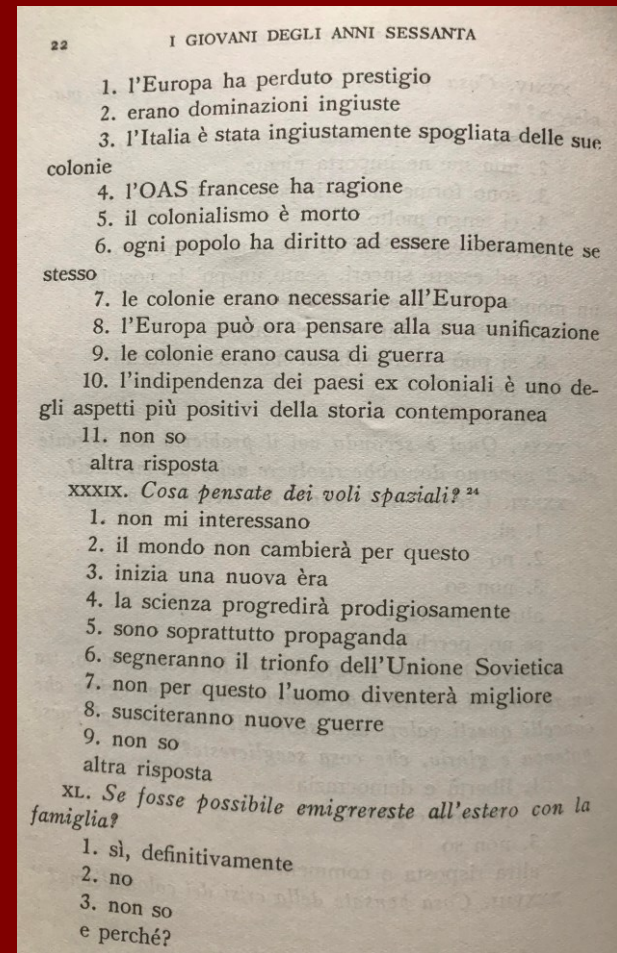 22 I GIOVANI DEGLI ANNI SESSANTA
1. l'Europa ha perduto prestigio
2. erano dominazioni ingiuste
3. l'Italia è stata ingiustamente spogliata delle sue
colonie
4. l'OAS francese ha ragione
5. il colonialismo è morto
6. ogni popolo ha diritto ad essere liberamente se
stesso
7. le colonie erano necessarie all'Europa
8. l'Europa può ora pensare alla sua unificazione
9. le colonie erano causa di guerra
10. l'indipendenza dei paesi ex coloniali è uno de-
gli aspetti più positivi della storia contemporanea
11. non so
altra risposta
XXXIX. Cosa pensate dei voli spaziali? 24
1. non mi interessano
2. il mondo non cambierà per questo
3. inizia una nuova èra
4. la scienza progredirà prodigiosamente
5. sono soprattutto propaganda
6. segneranno il trionfo dell'Unione Sovietica
7. non per questo l'uomo diventerà migliore
8. susciteranno nuove guerre
9. non so
altra risposta
XL. Se fosse possibile emigrereste all'estero con la
famiglia?
1. sì, definitivamente
2. no
3. non so
e perché?